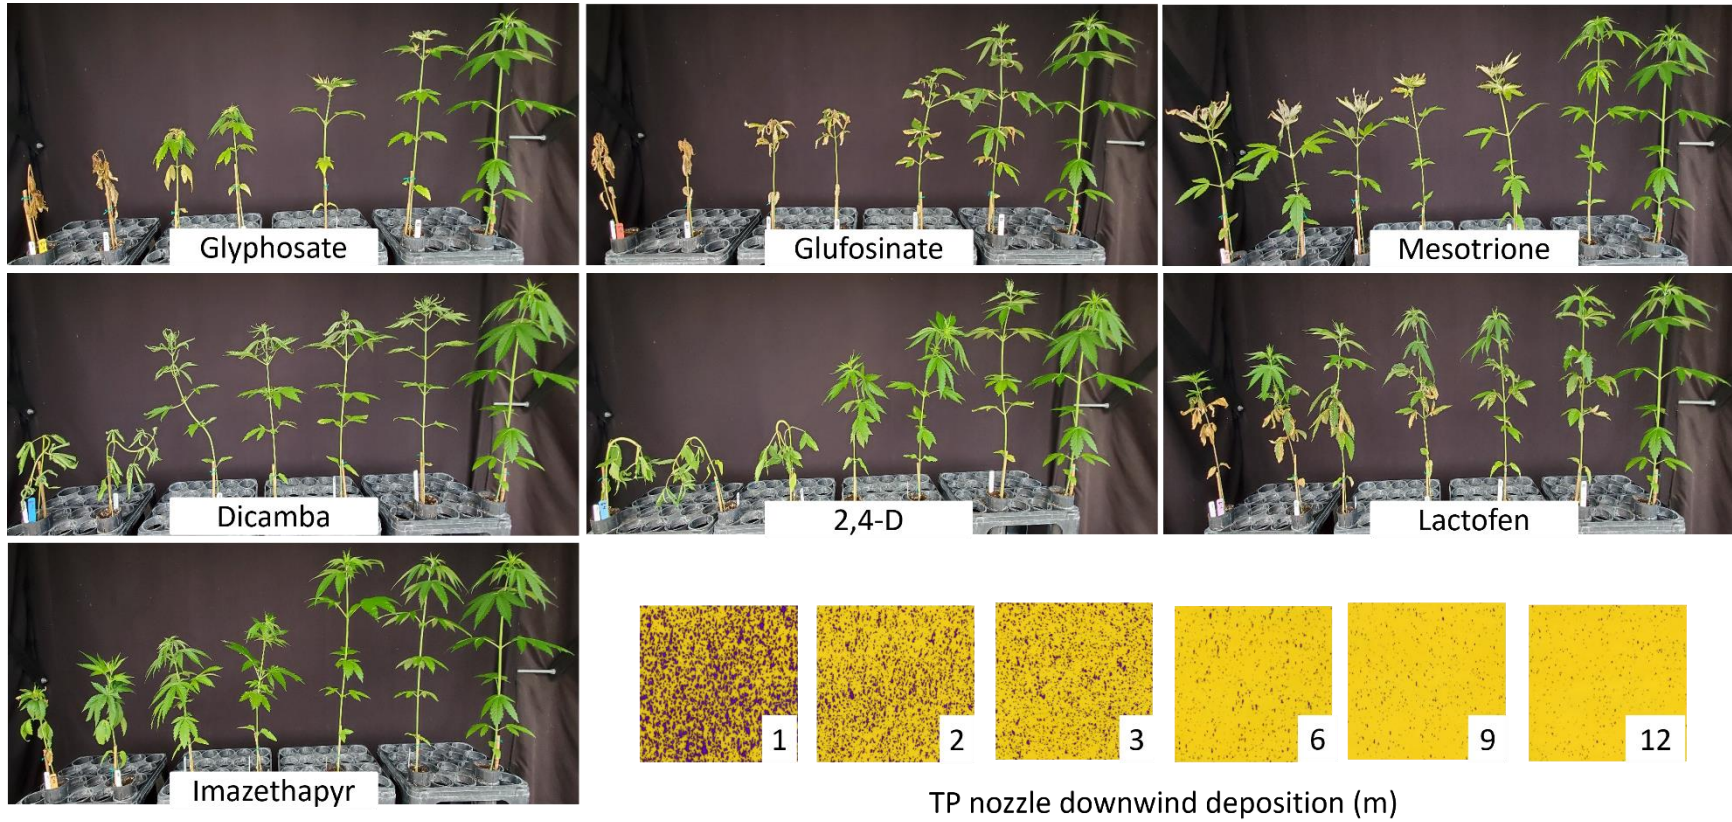 Glyphosate
Glufosinate
Mesotrione
Dicamba
2,4-D
Lactofen
Imazethapyr
1
2
3
6
9
12
TP nozzle downwind deposition (m)